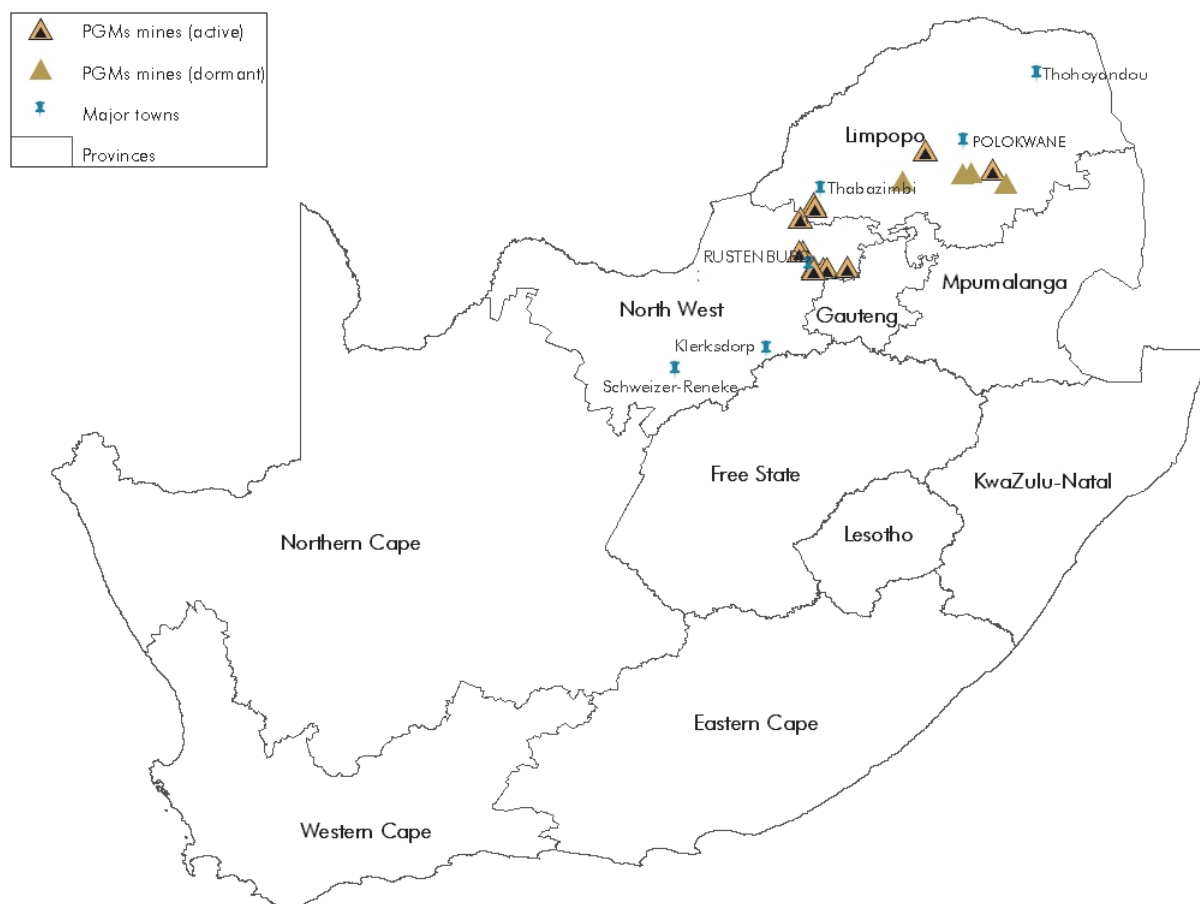 PGMs mines (active)
PGMs mines (dormant)
Major towns
Provinces
Thohoyandou
Limpopo
POLOKWANE
Thabazimbi
RUSTENBURG
Mpumalanga
North West
Gauteng
Klerksdorp
Schweizer-Reneke
Free State
KwaZulu-Natal
Lesotho
Northern Cape
Eastern Cape
Western Cape